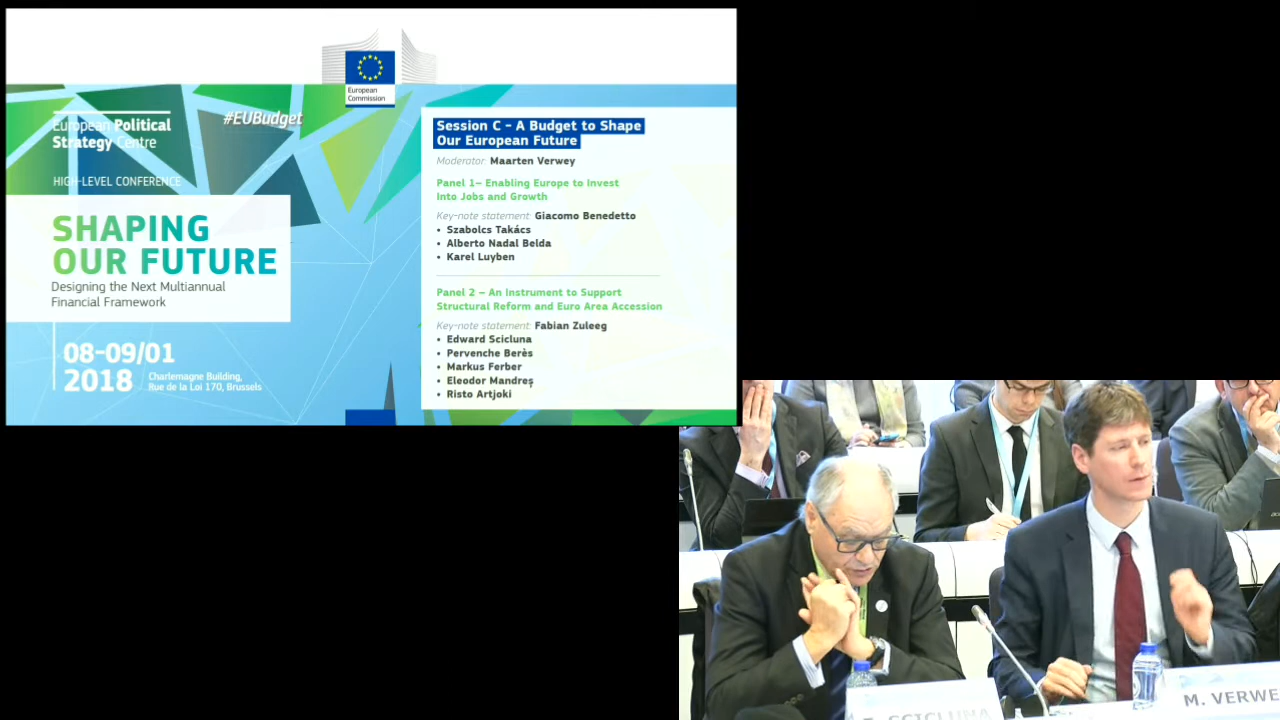 European
Commission
European Political
Strategy Centre
#EUBudget
HIGH-LEVEL CONFERENCE
SHAPING
OUR FUTURE
Designing the Next Multiannual
Financial Framework
08-09/01
2018
Charlemagne Building,
Rue de la Loi 170, Brussels
Session C - A Budget to Shape
Our European Future
Moderator: Maarten Verwey
Panel 1– Enabling Europe to Invest
Into Jobs and Growth
Key-note statement: Giacomo Benedetto
• Szabolcs Takács
• Alberto Nadal Belda
• Karel Luyben
Panel 2 – An Instrument to Support
Structural Reform and Euro Area Accession
Key-note statement: Fabian Zuleeg
• Edward Scicluna
• Pervenche Berès
• Markus Ferber
• Eleodor Mandreș
• Risto Artjoki
E. SCICLUNA
M. VERWE